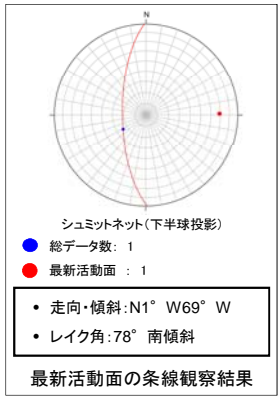 N
シュミットネット(下半球投影)
総データ数: 1
最新活動面 : 1
• 走向・傾斜:N1° W69° W
• レイク角:78° 南傾斜
最新活動面の条線観察結果